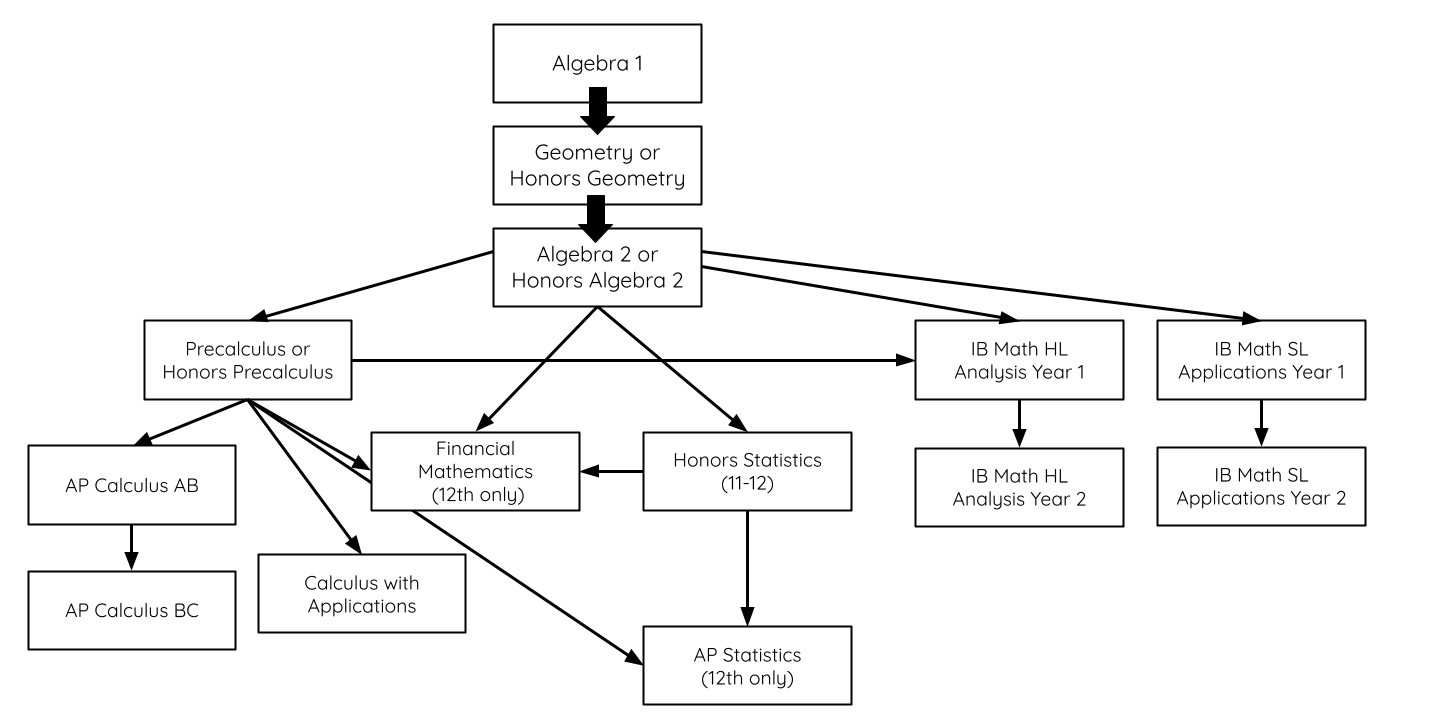 Algebra 1
Geometry or
Honors Geometry
Algebra 2 or
Honors Algebra 2
Precalculus or
Honors Precalculus
IB Math HL
Analysis Year 1
IB Math SL
Applications Year 1
AP Calculus AB
Financial
Mathematics
(12th only)
Honors Statistics
(11-12)
IB Math HL
Analysis Year 2
IB Math SL
Applications Year 2
AP Calculus BC
Calculus with
Applications
AP Statistics
(12th only)